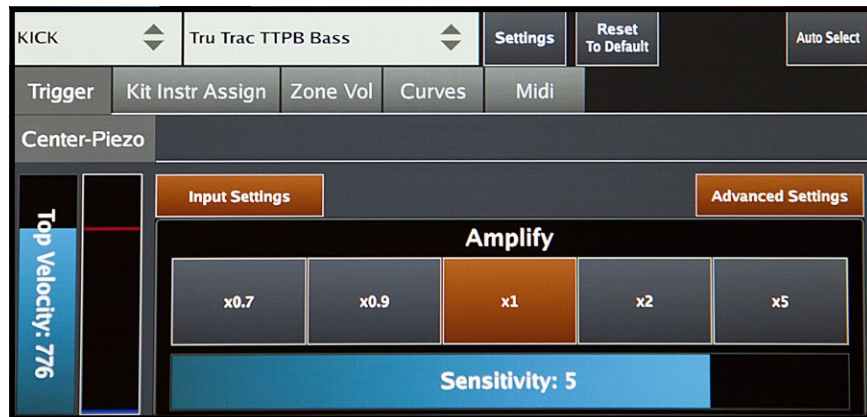 KICK
Tru Trac TTPB Bass
Settings
Reset
To Default
Auto Select
Trigger
Kit Instr Assign
Zone Vol
Curves
Midi
Center-Piezo
Input Settings
Advanced Settings
Top Velocity: 776
Amplify
x0.7
x0.9
x1
x2
x5
Sensitivity: 5